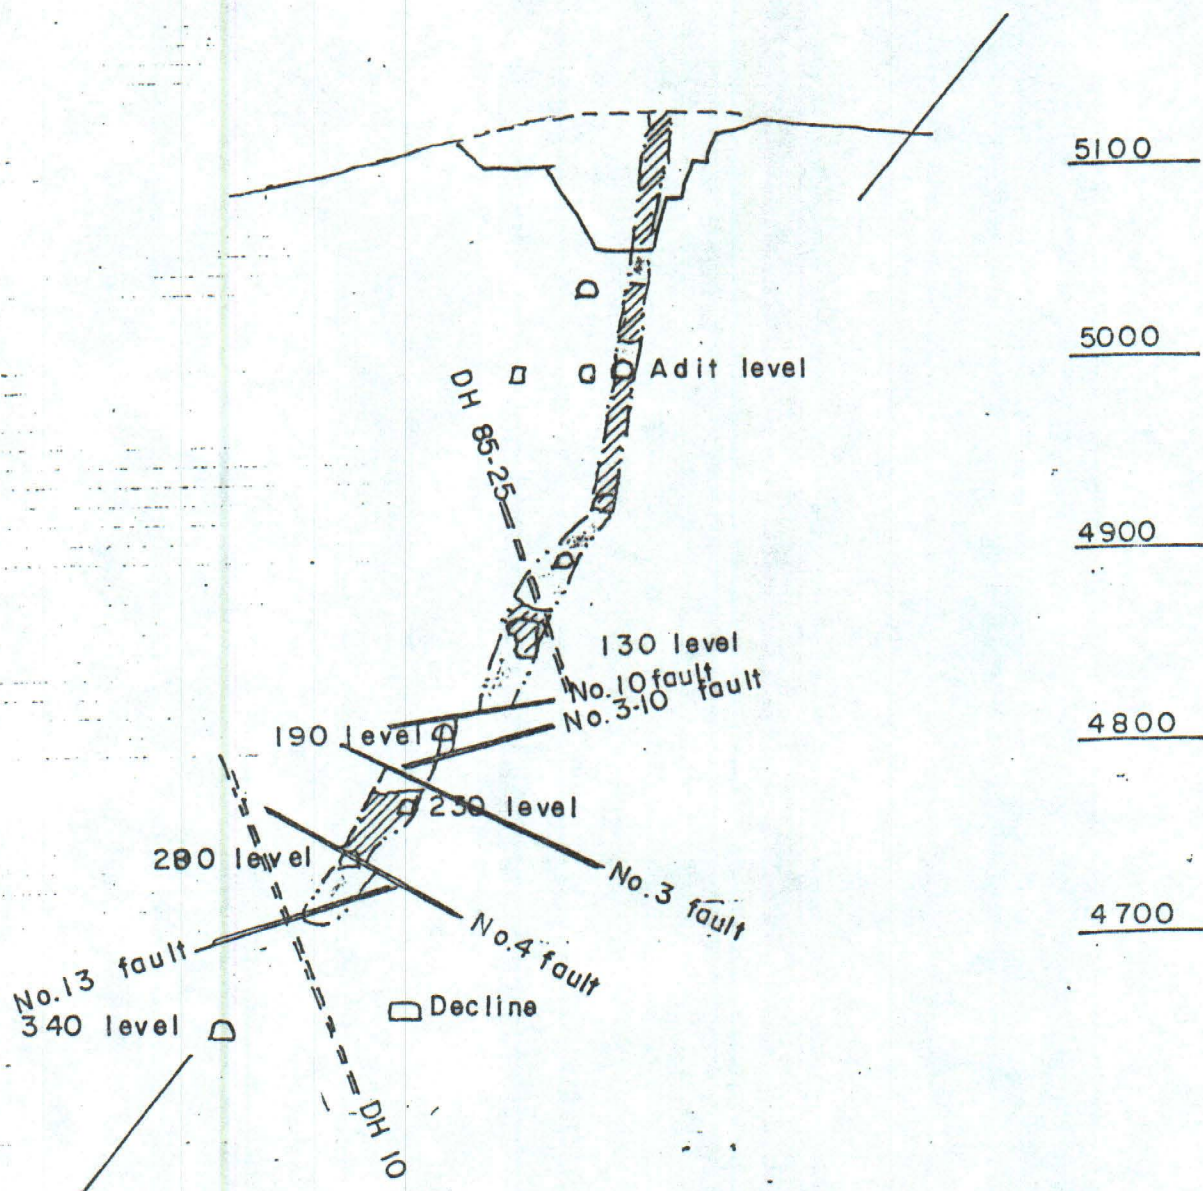 5100
5000
Adit level
DH 85-25
4900
130 level
No. 10 fault
No. 3-10 fault
190 level
4800
230 level
280 level
No. 3 fault
4700
No. 4 fault
No. 13 fault
Decline
340 level
DH 10